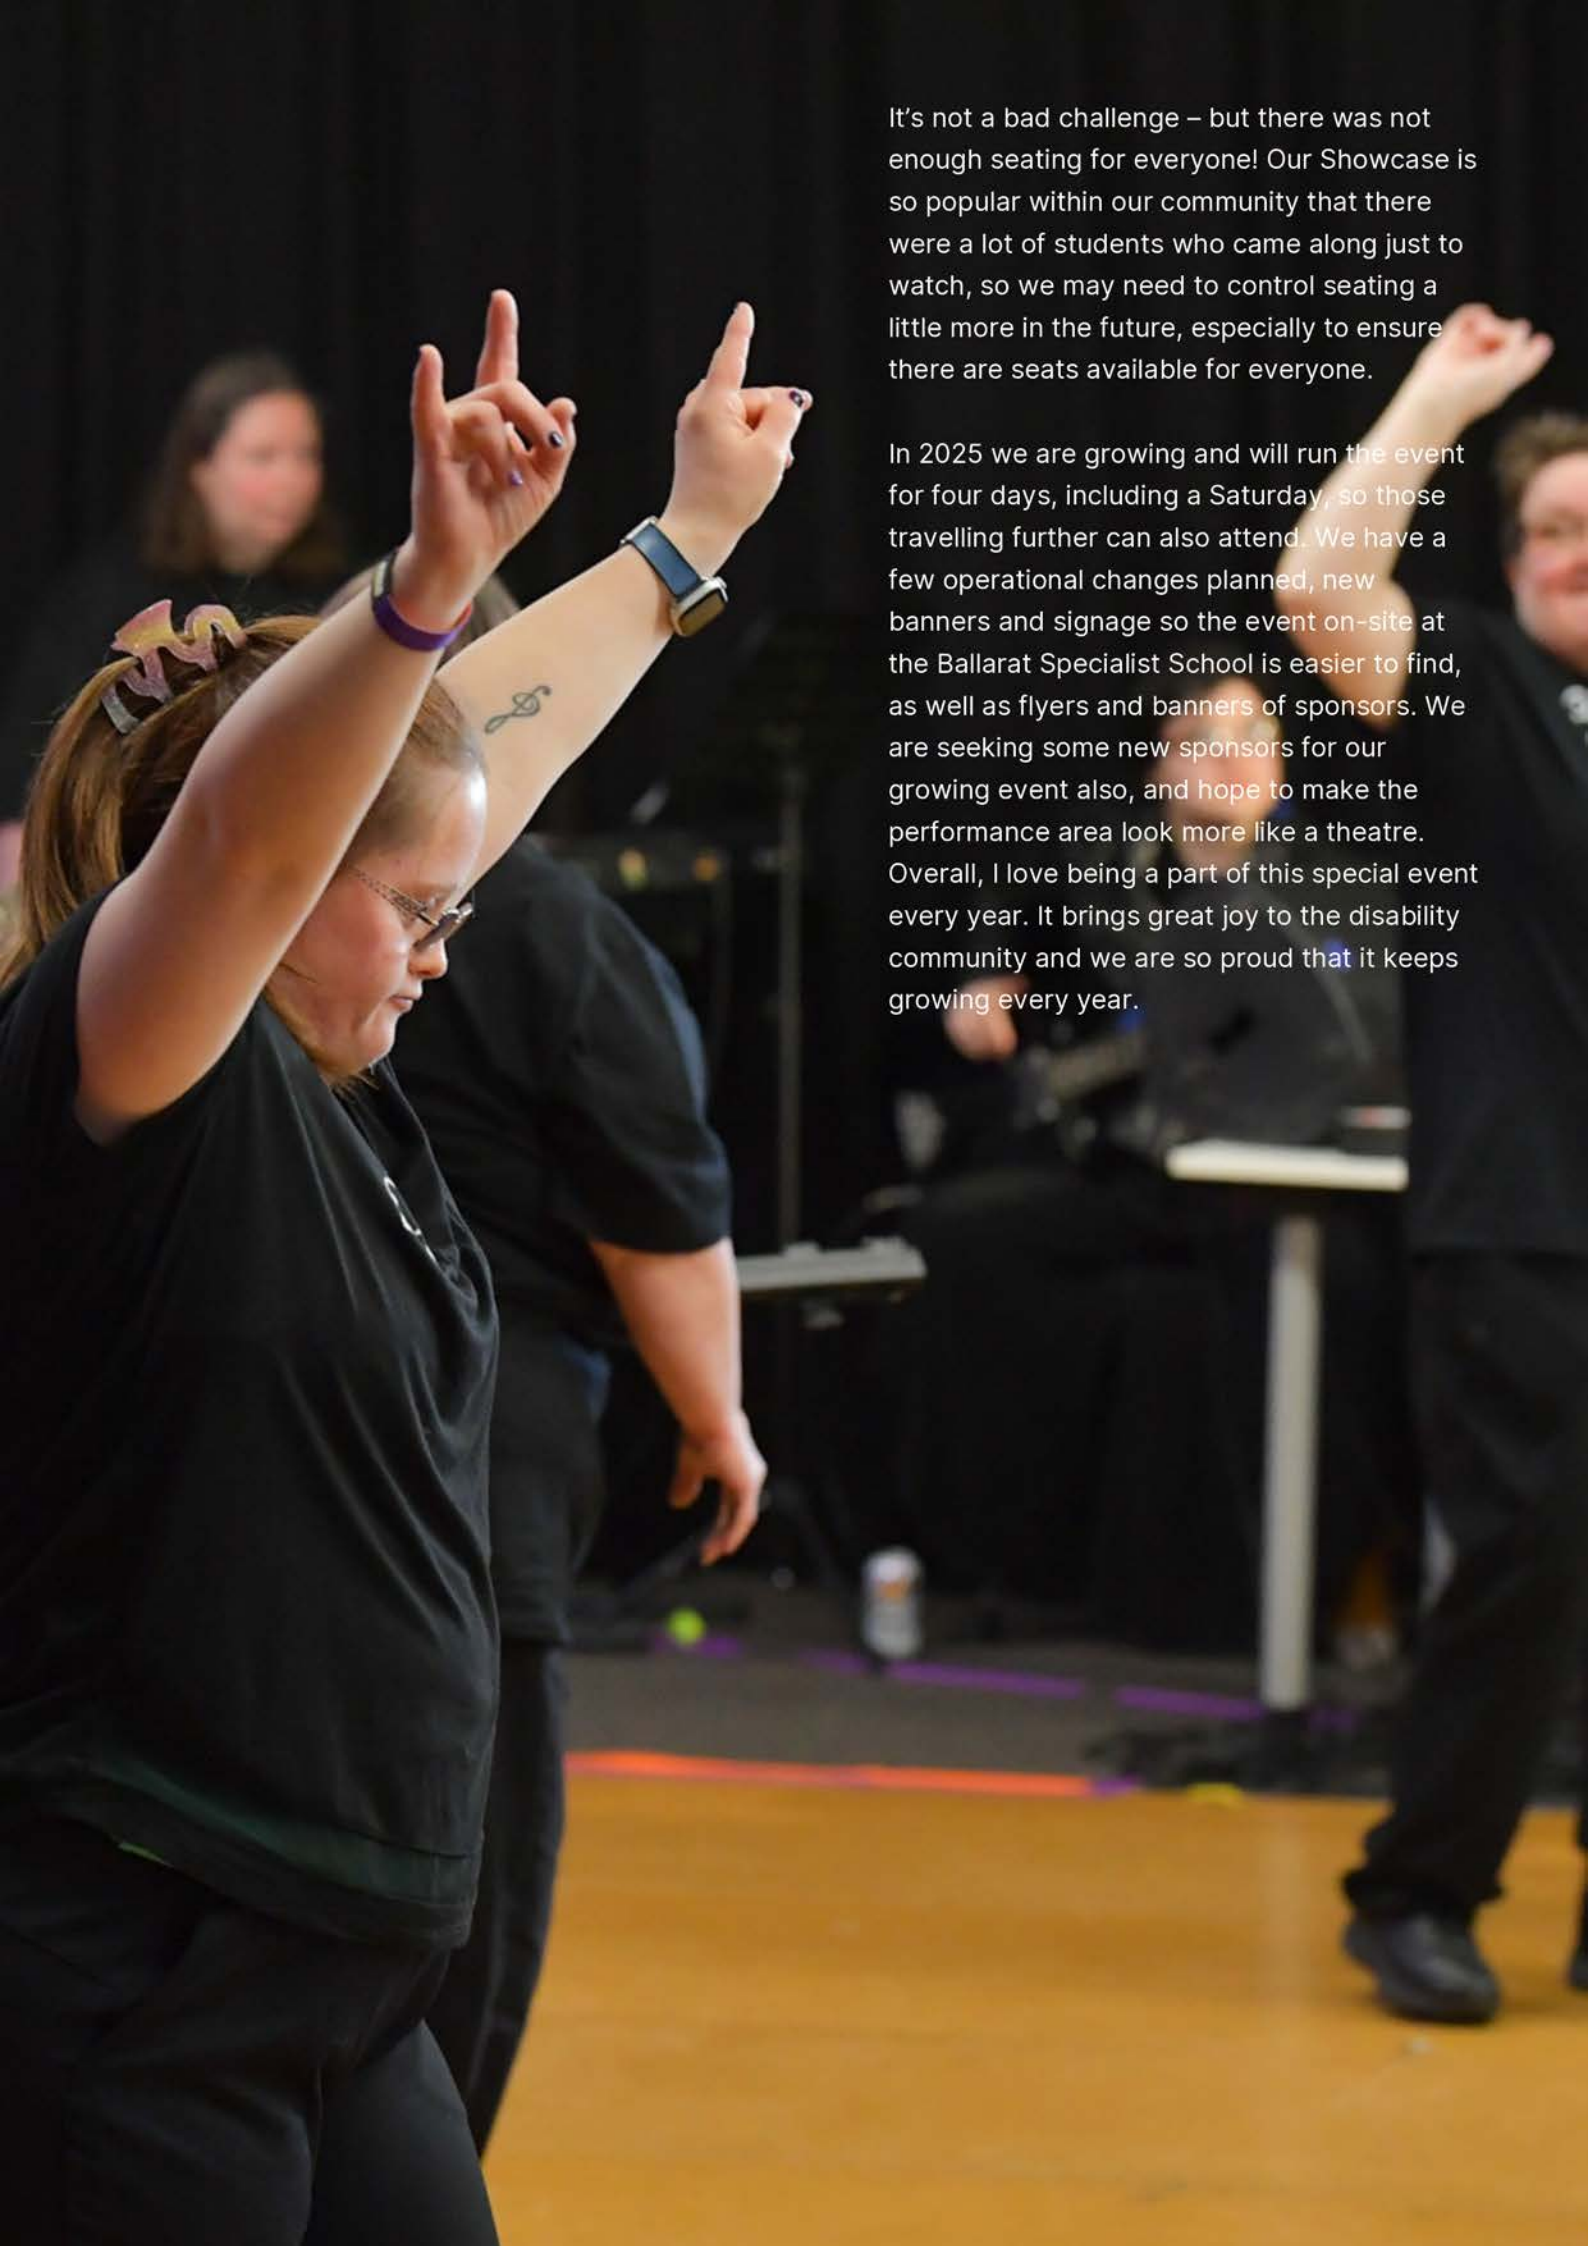 It’s not a bad challenge – but there was not
enough seating for everyone! Our Showcase is
so popular within our community that there
were a lot of students who came along just to
watch, so we may need to control seating a
little more in the future, especially to ensure
there are seats available for everyone.
In 2025 we are growing and will run the event
for four days, including a Saturday, so those
travelling further can also attend. We have a
few operational changes planned, new
banners and signage so the event on-site at
the Ballarat Specialist School is easier to find,
as well as flyers and banners of sponsors. We
are seeking some new sponsors for our
growing event also, and hope to make the
performance area look more like a theatre.
Overall, I love being a part of this special event
every year. It brings great joy to the disability
community and we are so proud that it keeps
growing every year.